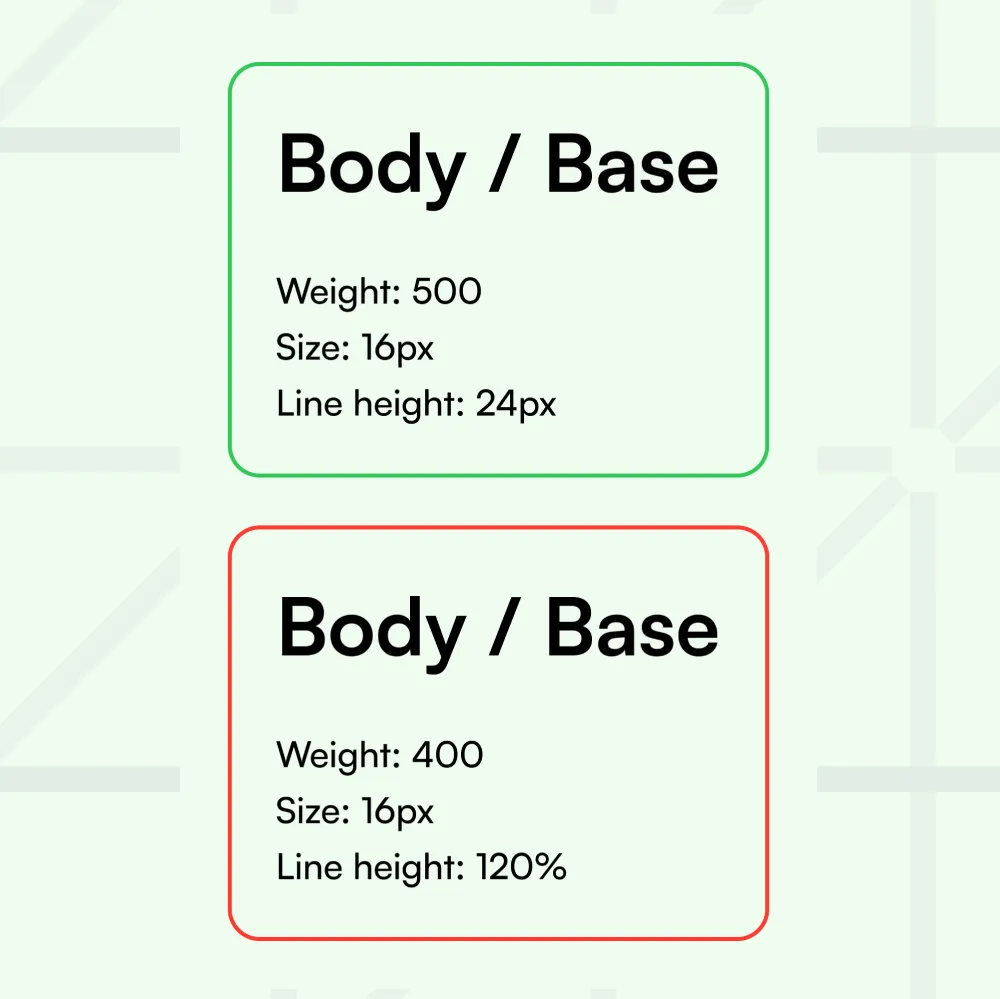 Body / Base
Weight: 500
Size: 16px
Line height: 24px
Body / Base
Weight: 400
Size: 16px
Line height: 120%